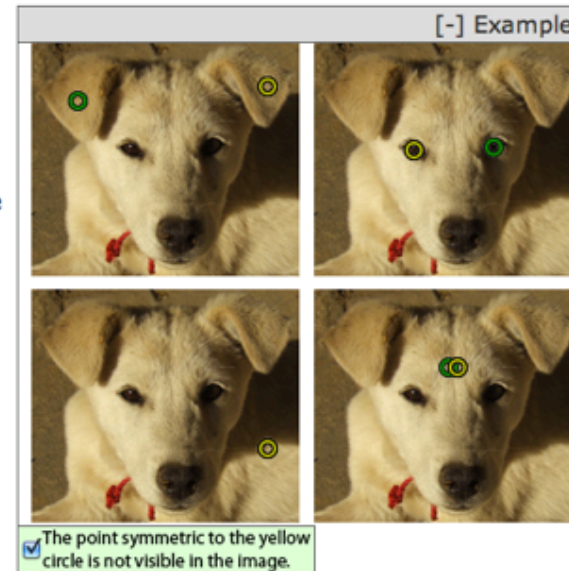 [-] Example
The point symmetric to the yellow
circle is not visible in the image.